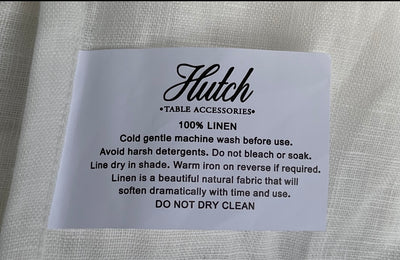 Hutch
•TABLE ACCESSORIES•
100% LINEN
Cold gentle machine wash before use.
Avoid harsh detergents. Do not bleach or soak.
Line dry in shade. Warm iron on reverse if required.
Linen is a beautiful natural fabric that will
soften dramatically with time and use.
DO NOT DRY CLEAN